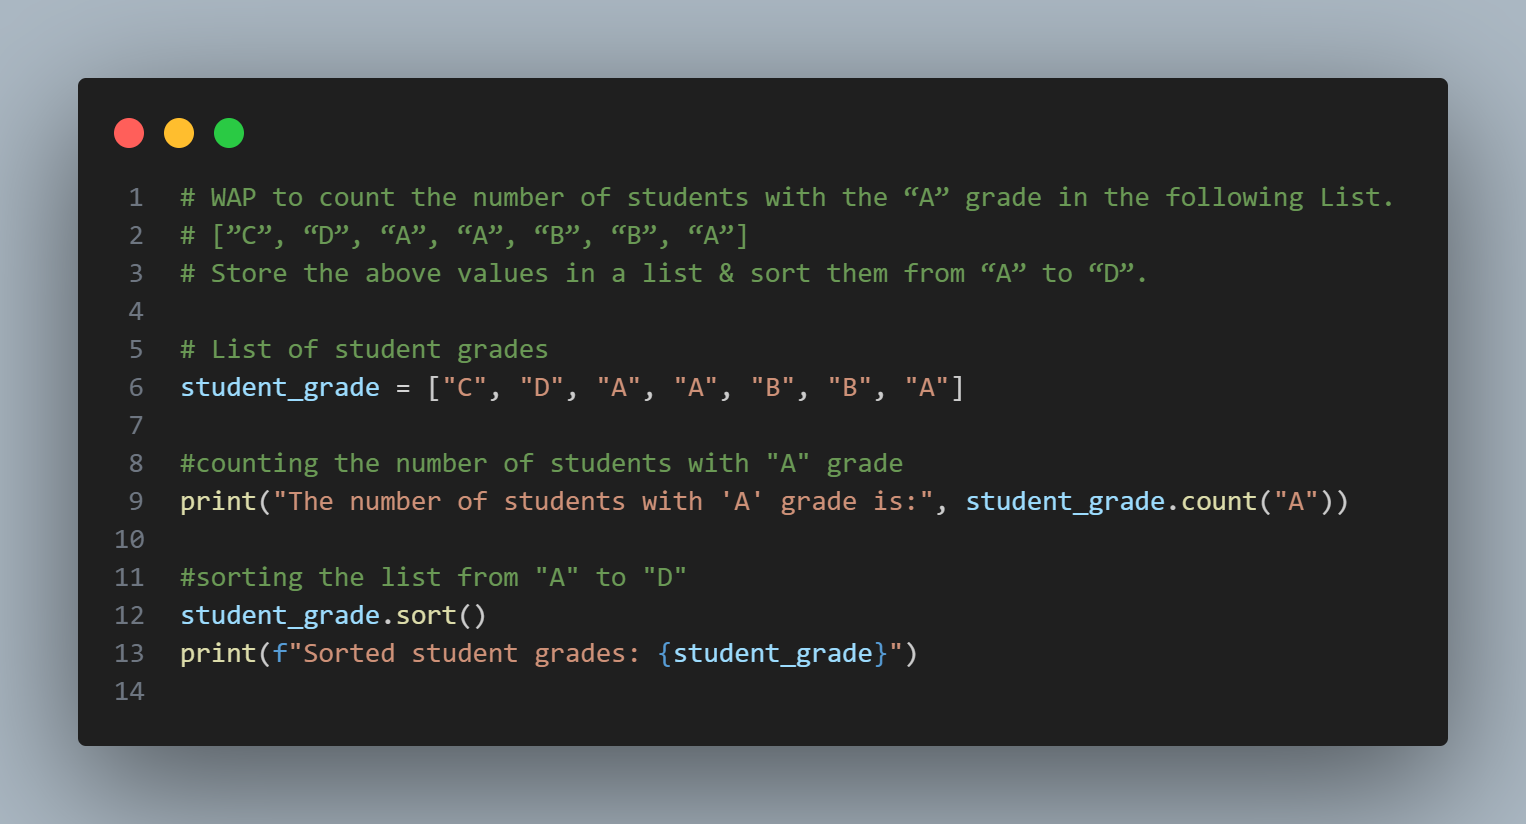 1 # WAP to count the number of students with the “A” grade in the following List.
2 # [”C”, “D”, “A”, “A”, “B”, “B”, “A”]
3 # Store the above values in a list & sort them from “A” to “D”.
4
5 # List of student grades
6 student_grade = ["C", "D", "A", "A", "B", "B", "A"]
7
8 #counting the number of students with "A" grade
9 print("The number of students with 'A' grade is:", student_grade.count("A"))
10
11 #sorting the list from "A" to "D"
12 student_grade.sort()
13 print(f"Sorted student grades: {student_grade}")
14